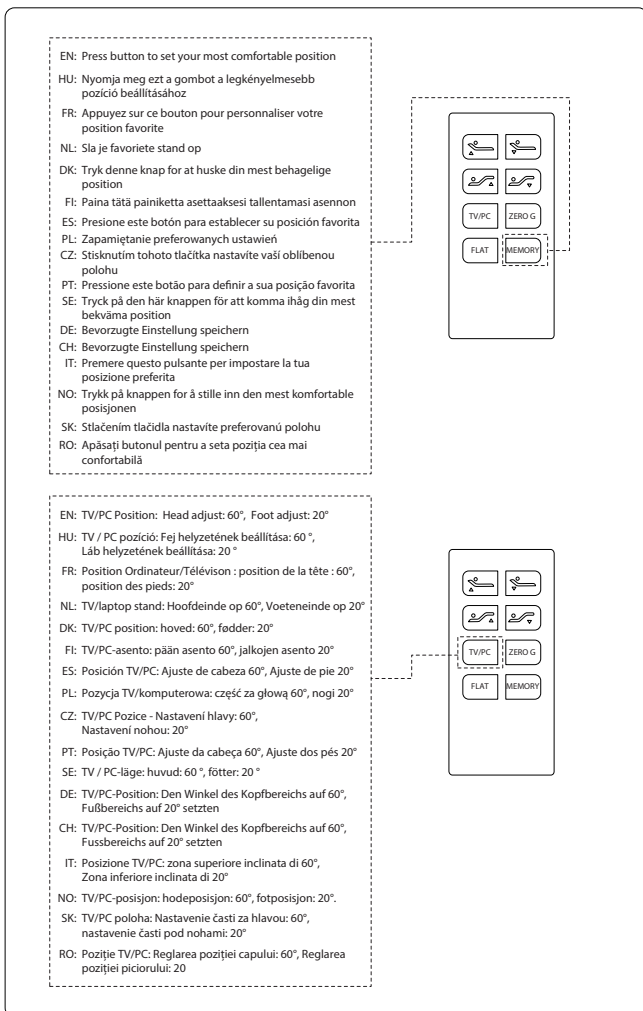 EN: Press button to set your most comfortable position
HU: Nyomja meg ezt a gombot a legkényelmesebb
pozíció beállításához
FR: Appuyez sur ce bouton pour personnaliser votre
position favorite
NL: Sla je favoriete stand op
DK: Tryk denne knap for at huske din mest behagelige
position
FI: Paina tätä painiketta asettaaksesi tallentamasi asennon
ES: Presione este botón para establecer su posición favorita
PL: Zapamiętanie preferowanych ustawień
CZ: Stisknutím tohoto tlačítka nastavíte vaší oblíbenou
polohu
PT: Pressione este botão para definir a sua posição favorita
SE: Tryck på den här knappen för att komma ihåg din mest
bekväma position
DE: Bevorzugte Einstellung speichern
CH: Bevorzugte Einstellung speichern
IT: Premere questo pulsante per impostare la tua
posizione preferita
NO: Trykk på knappen for å stille inn den mest komfortable
posisjonen
SK: Stlačením tlačidla nastavíte preferovanú polohu
RO: Apăsați butonul pentru a seta poziția cea mai
confortabilă
TV/PC ZERO G
FLAT MEMORY
EN: TV/PC Position: Head adjust: 60°, Foot adjust: 20°
HU: TV / PC pozíció: Fej helyzetének beállítása: 60 °,
Láb helyzetének beállítása: 20 °
FR: Position Ordinateur/Télévison : position de la tête : 60°,
position des pieds: 20°
NL: TV/laptop stand: Hoofdeinde op 60°, Voeteneinde op 20°
DK: TV/PC position: hoved: 60°, fødder: 20°
FI: TV/PC-asento: pään asento 60°, jalkojen asento 20°
ES: Posición TV/PC: Ajuste de cabeza 60°, Ajuste de pie 20°
PL: Pozycja TV/komputerowa: część za głową 60°, nogi 20°
CZ: TV/PC Pozice - Nastavení hlavy: 60°,
Nastavení nohou: 20°
PT: Posição TV/PC: Ajuste da cabeça 60°, Ajuste dos pés 20°
SE: TV / PC-läge: huvud: 60 °, fötter: 20 °
DE: TV/PC-Position: Den Winkel des Kopfbereichs auf 60°,
Fußbereichs auf 20° setzten
CH: TV/PC-Position: Den Winkel des Kopfbereichs auf 60°,
Fussbereichs auf 20° setzten
IT: Posizione TV/PC: zona superiore inclinata di 60°,
Zona inferiore inclinata di 20°
NO: TV/PC-posisjon: hodeposisjon: 60°, fotposisjon: 20°.
SK: TV/PC poloha: Nastavenie časti za hlavou: 60°,
nastavenie časti pod nohami: 20°
RO: Poziție TV/PC: Reglarea poziției capului: 60°, Reglarea
poziției piciorului: 20
TV/PC ZERO G
FLAT MEMORY